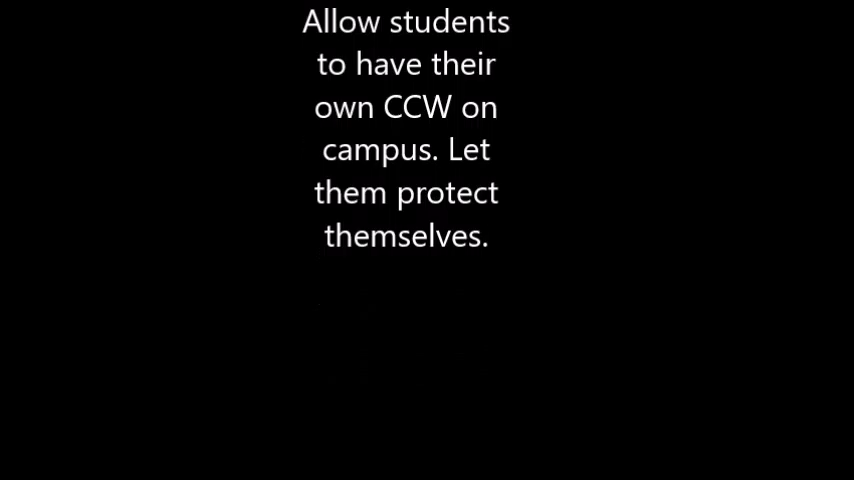 Allow students
to have their
own CCW on
campus. Let
them protect
themselves.